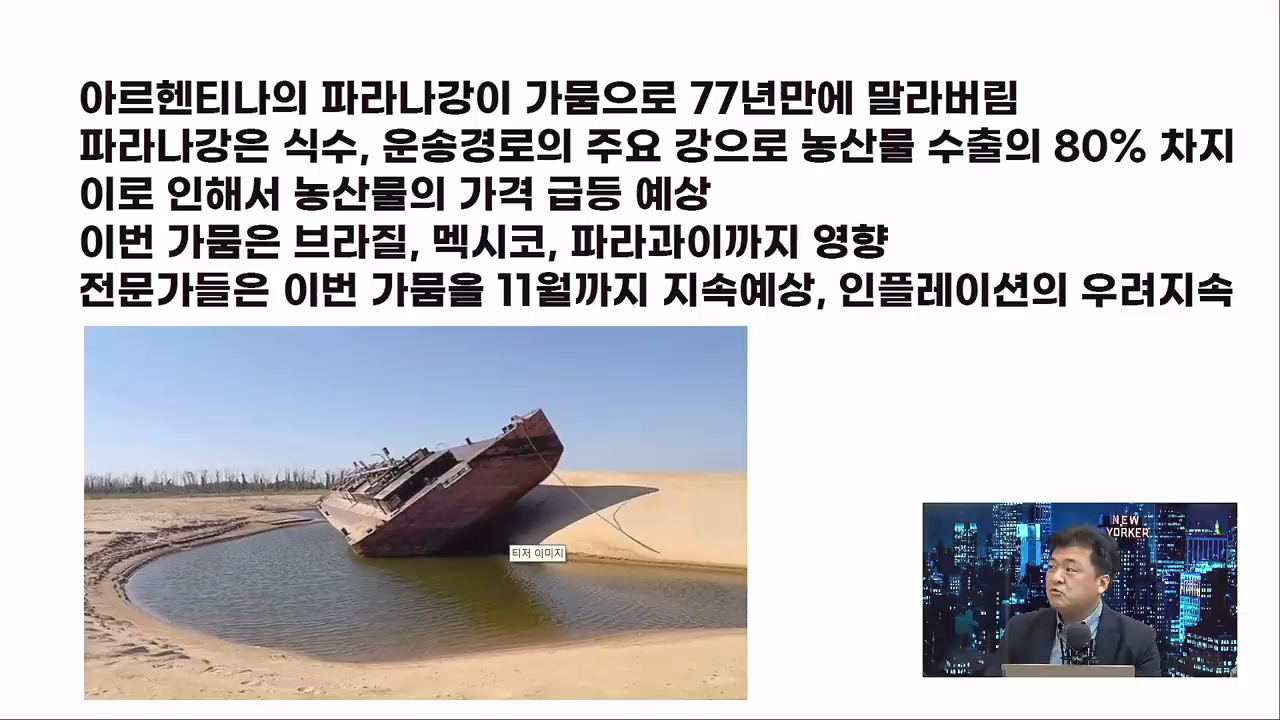 아르헨티나의 파라나강이 가뭄으로 77년만에 말라버림
파라나강은 식수, 운송경로의 주요 강으로 농산물 수출의 80% 차지
이로 인해서 농산물의 가격 급등 예상
이번 가뭄은 브라질, 멕시코, 파라과이까지 영향
전문가들은 이번 가뭄을 11월까지 지속예상, 인플레이션의 우려지속
티저 이미지
NEW
YORKER